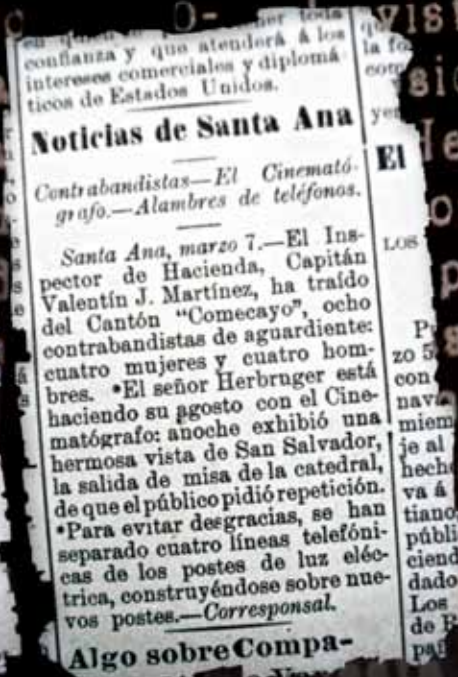 confianza y que atenderá á los
intereses comerciales y diplomá
ticos de Estados Unidos.
Noticias de Santa Ana
Contrabandistas—El Cinemató-
grafo.—Alambres de teléfonos.
Santa Ana, marzo 7.—El Ins-
pector de Hacienda, Capitán
Valentín J. Martínez, ha traído
del Cantón "Comecayo", ocho
contrabandistas de aguardiente:
cuatro mujeres y cuatro hom-
bres. •El señor Herbruger está
haciendo su agosto con el Cine-
matógrafo: anoche exhibió una
hermosa vista de San Salvador,
la salida de misa de la catedral,
de que el público pidió repetición.
•Para evitar desgracias, se han
separado cuatro líneas telefóni-
cas de los postes de luz eléc-
trica, construyéndose sobre nue-
vos postes.—Corresponsal.
Algo sobre Compa-
El
LOS
zo 5
con
nav
miem
je al
hech
va á
tiano
públi
ciend
dado
Los
de E